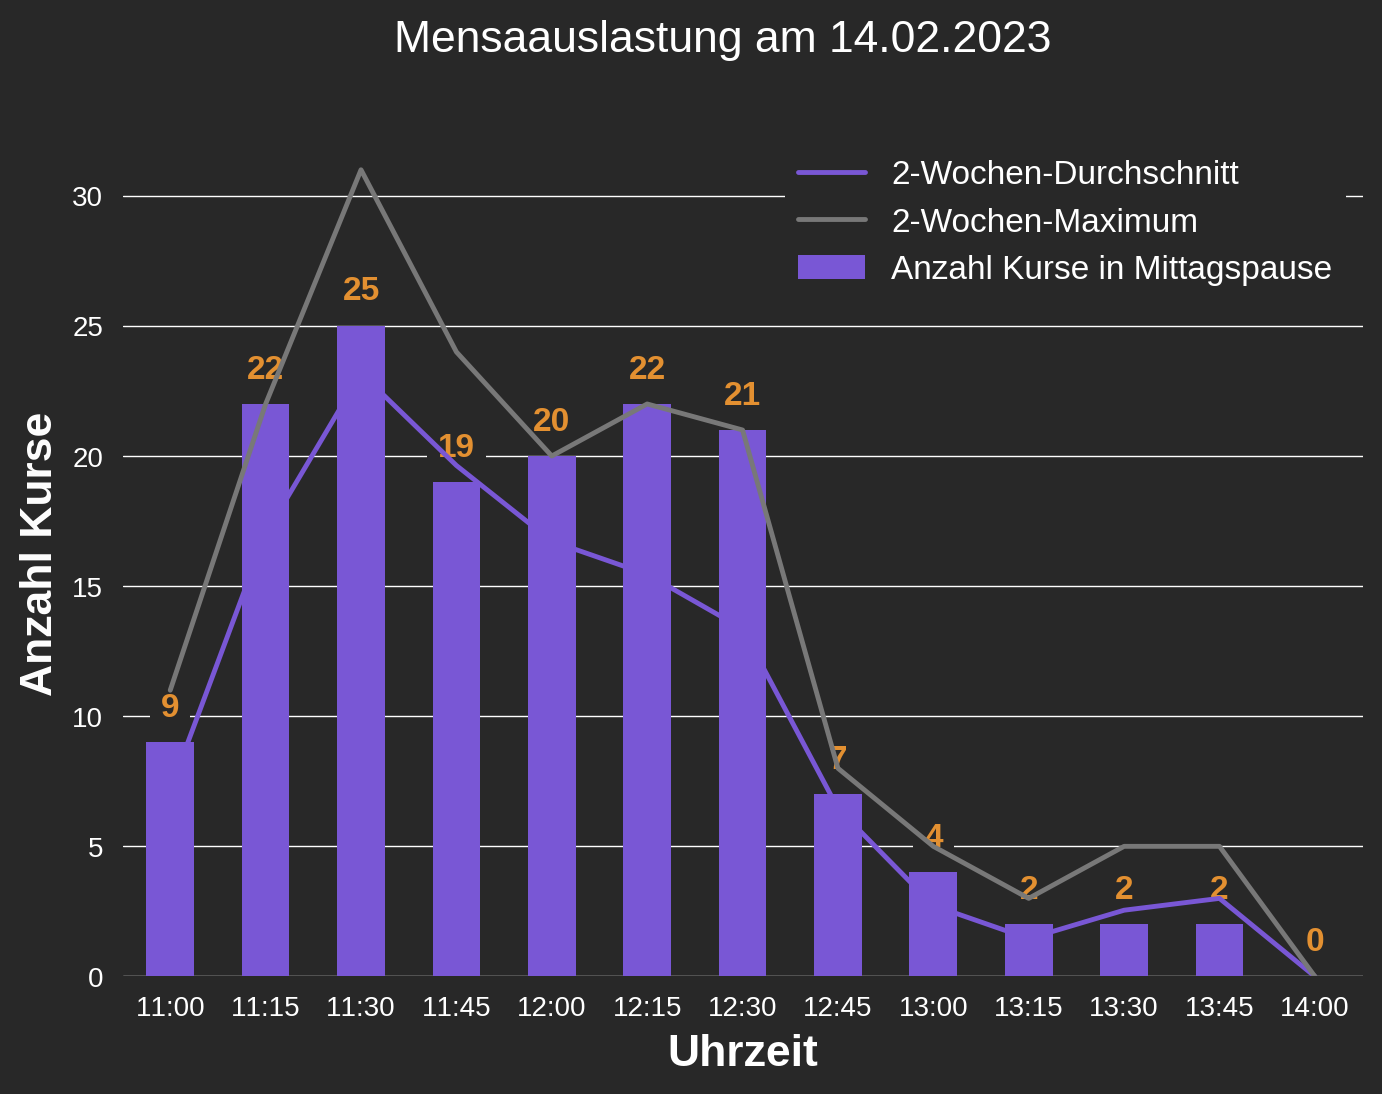 Mensaauslastung am 14.02.2023
2-Wochen-Durchschnitt
2-Wochen-Maximum
Anzahl Kurse in Mittagspause
Anzahl Kurse
30
25
20
15
10
5
0
9
22
25
19
20
22
21
7
4
2
2
2
0
11:00 11:15 11:30 11:45 12:00 12:15 12:30 12:45 13:00 13:15 13:30 13:45 14:00
Uhrzeit